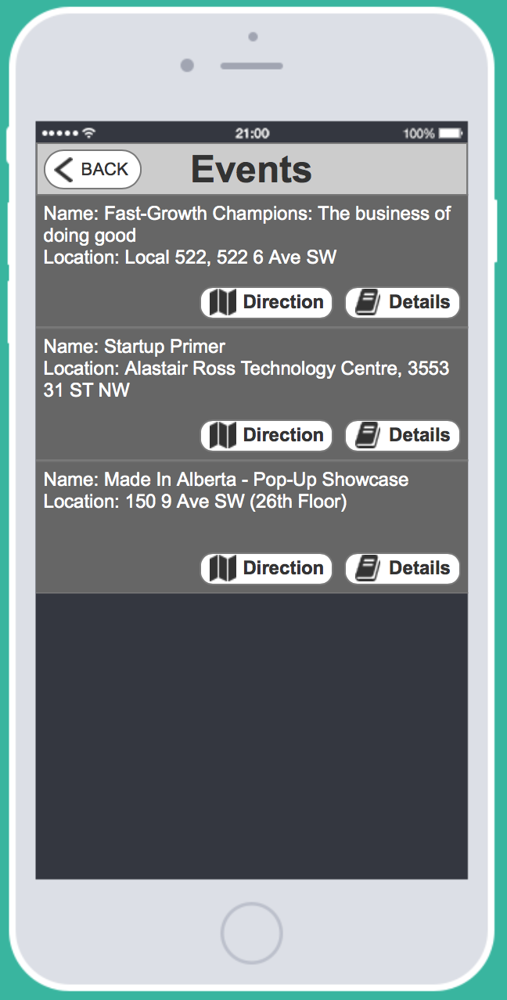 21:00
100%
BACK
Events
Name: Fast-Growth Champions: The business of
doing good
Location: Local 522, 522 6 Ave SW
Direction
Details
Name: Startup Primer
Location: Alastair Ross Technology Centre, 3553
31 ST NW
Direction
Details
Name: Made In Alberta - Pop-Up Showcase
Location: 150 9 Ave SW (26th Floor)
Direction
Details